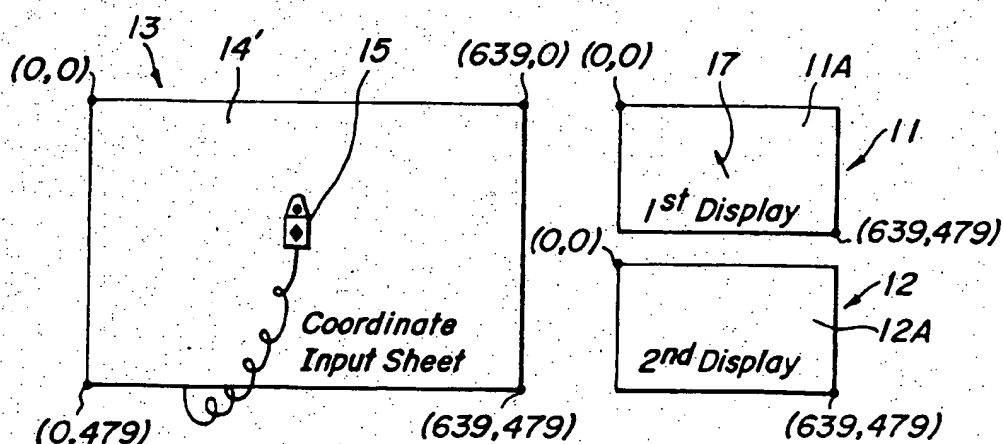 13
14'
15
(0,0)
(639,0)
(0,0)
17
11A
11
1st Display
(639,479)
(0,0)
12
12A
2nd Display
(639,479)
Coordinate
Input Sheet
(0,479)
(639,479)